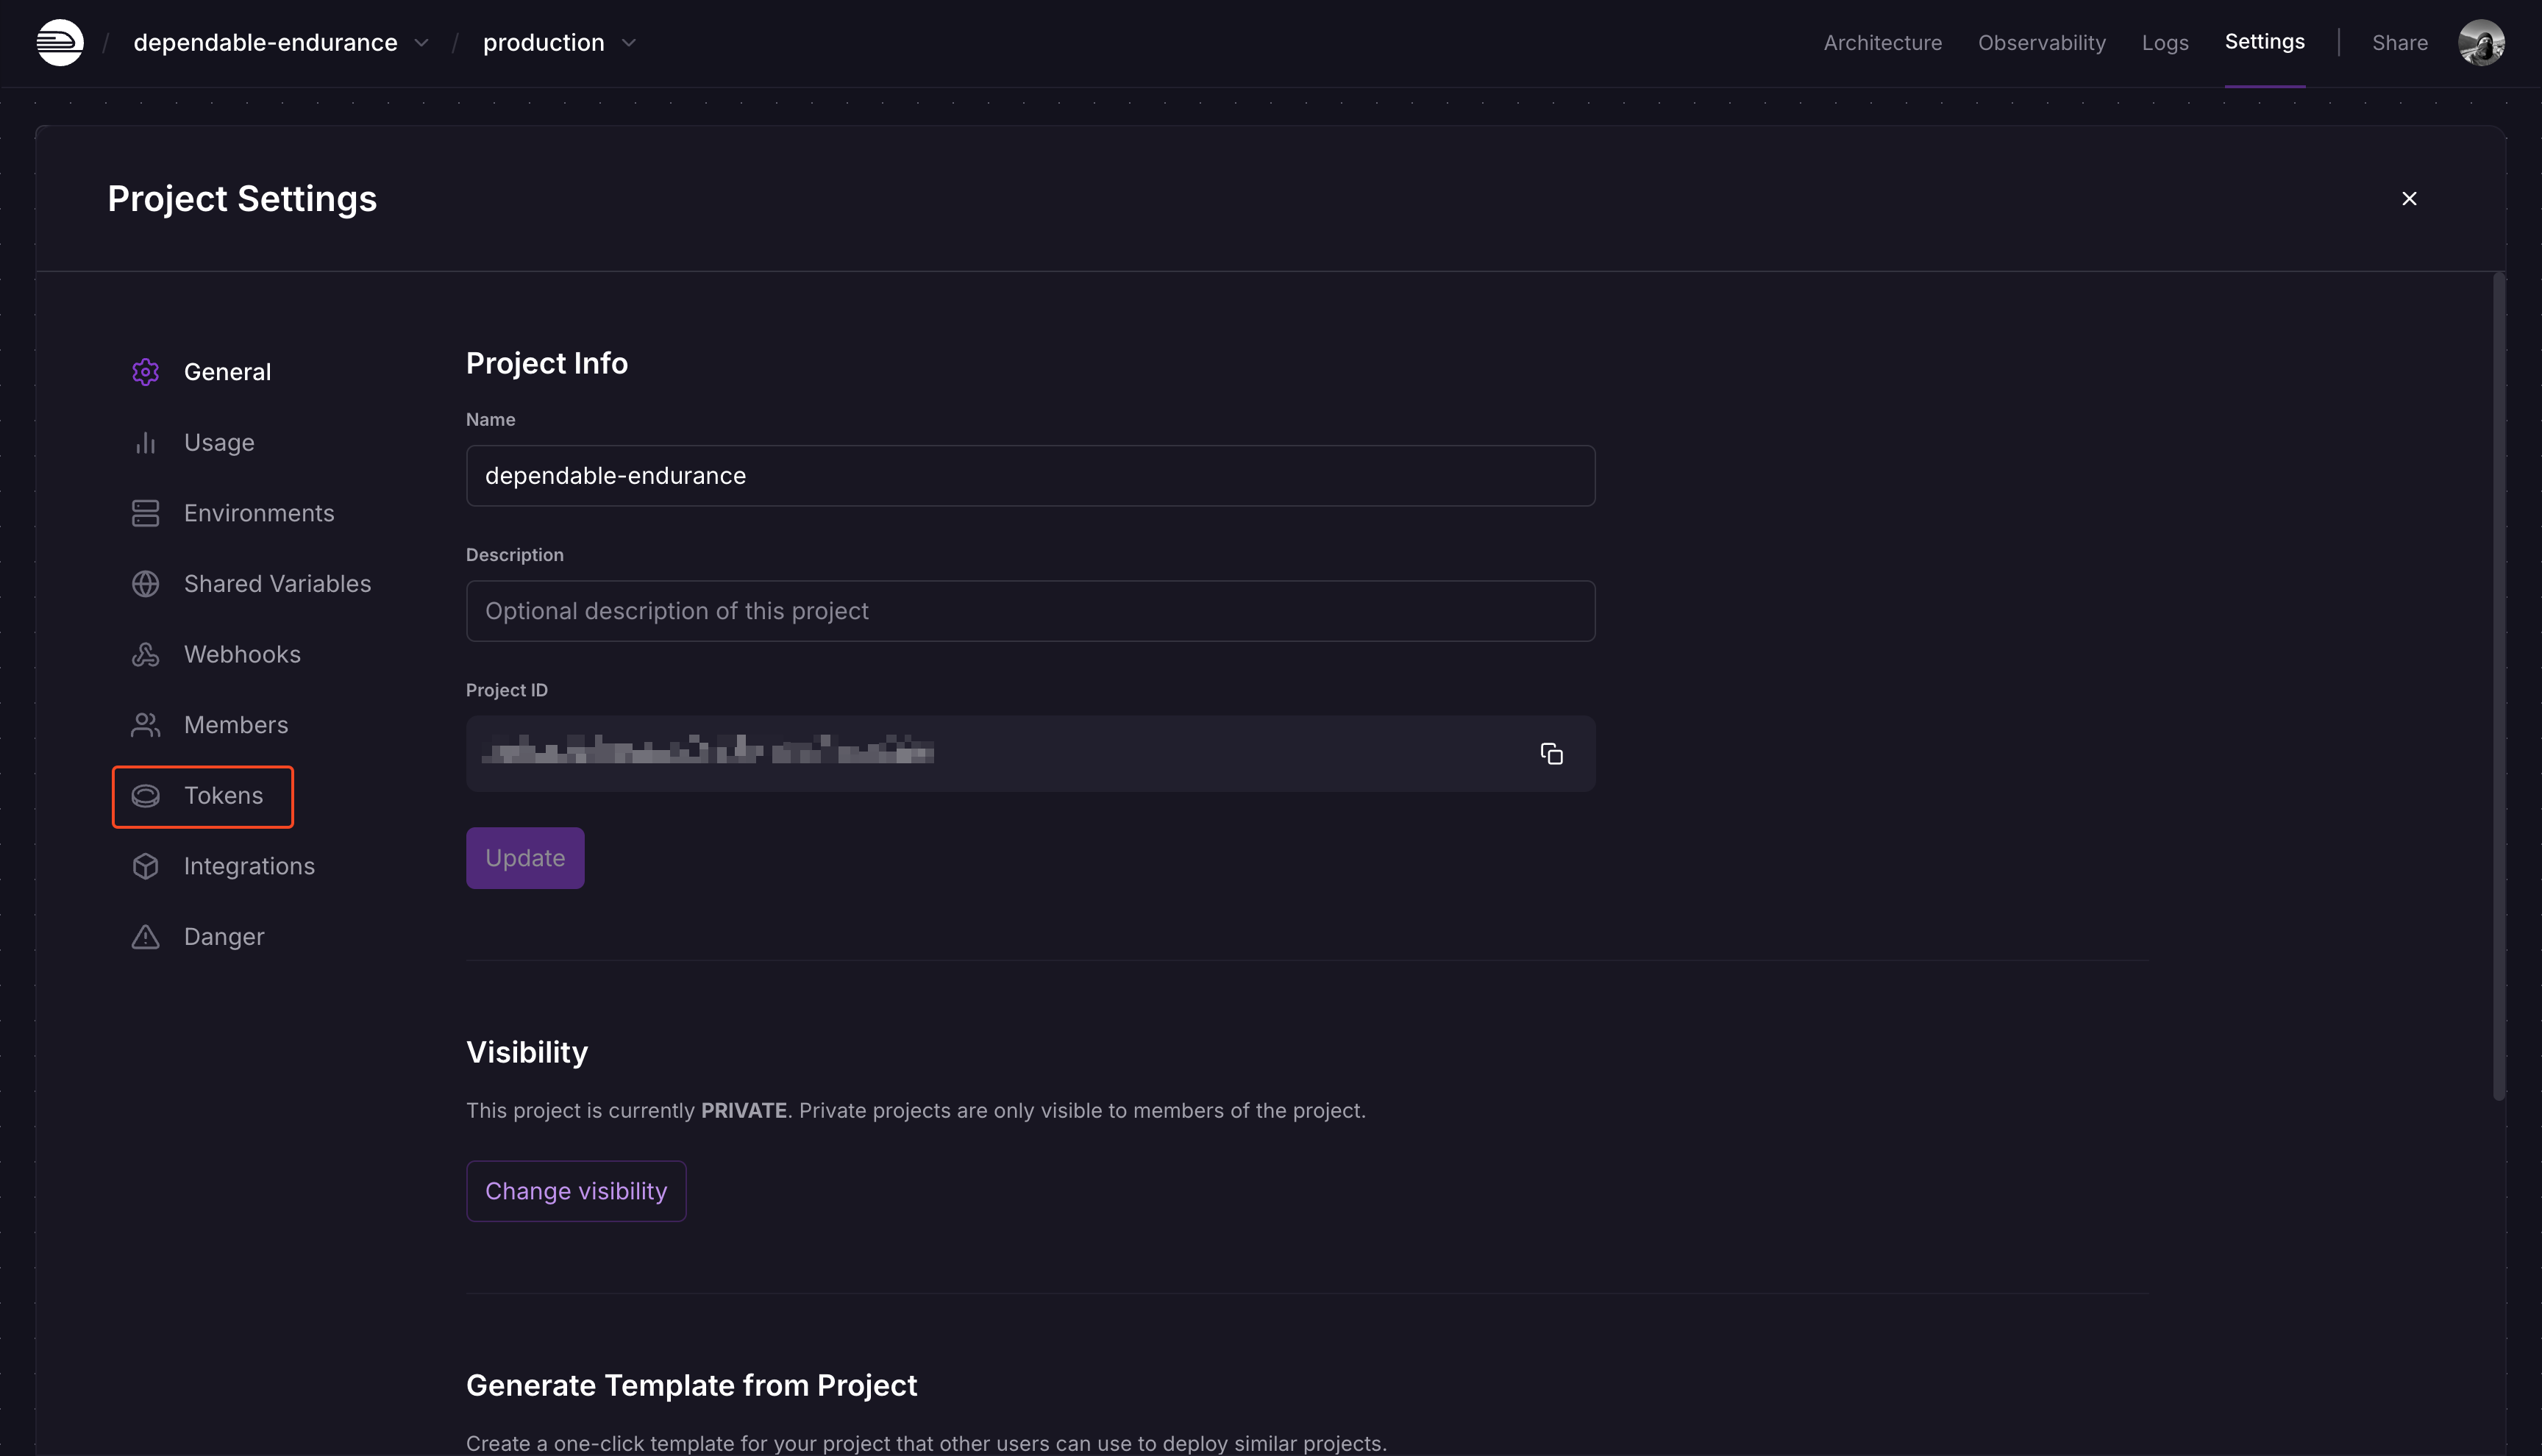 / dependable-endurance / production
Architecture Observability Logs Settings | Share
Project Settings
General
Usage
Environments
Shared Variables
Webhooks
Members
Tokens
Integrations
Danger
Project Info
Name
dependable-endurance
Description
Optional description of this project
Project ID
Update
Visibility
This project is currently PRIVATE. Private projects are only visible to members of the project.
Change visibility
Generate Template from Project
Create a one-click template for your project that other users can use to deploy similar projects.